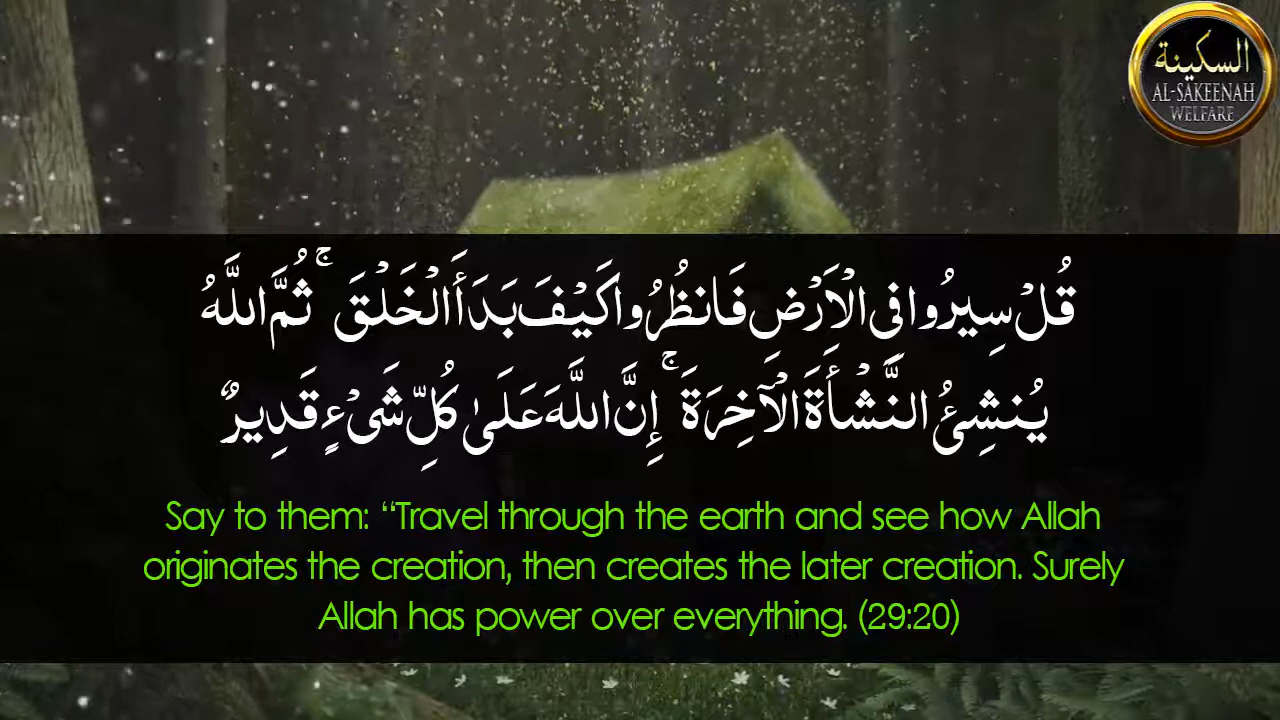 السكينة
AL-SAKEENAH
WELFARE
قُلْ سِيرُوا فِي الْاَرْضِ فَانظُرُوا كَيْفَ بَدَأَ الْخَلْقَ ۚ ثُمَّ اللَّهُ
يُنشِئُ النَّشْأَةَ الْآخِرَةَ ۚ إِنَّ اللَّهَ عَلَىٰ كُلِّ شَىْءٍ قَدِيرٌ
Say to them: “Travel through the earth and see how Allah
originates the creation, then creates the later creation. Surely
Allah has power over everything. (29:20)